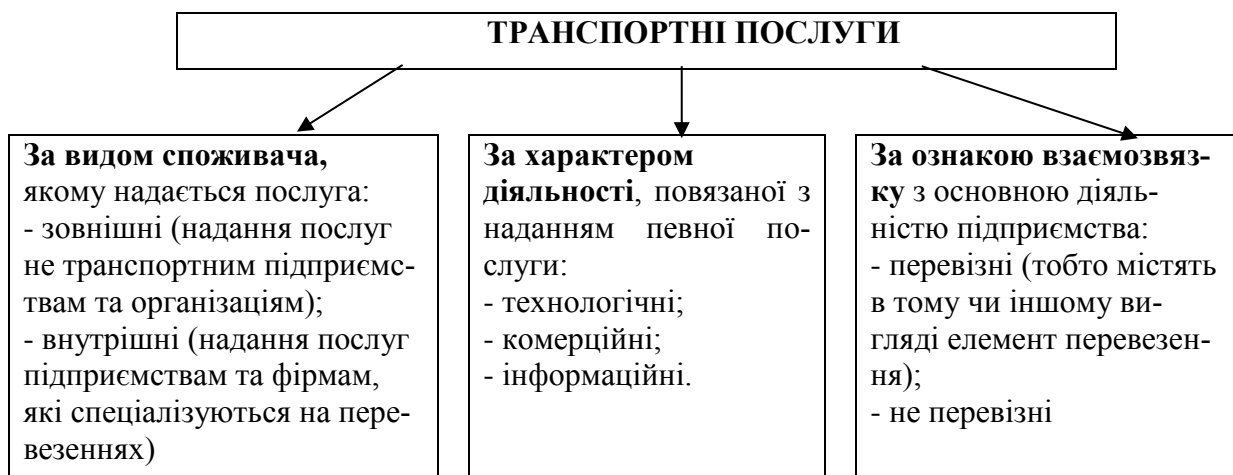 ТРАНСПОРТНІ ПОСЛУГИ
За видом споживача,
якому надається послуга:
- зовнішні (надання послуг
не транспортним підприємс-
твам та організаціям);
- внутрішні (надання послуг
підприємствам та фірмам,
які спеціалізуються на пере-
везеннях)
За характером
діяльності, повязаної з
наданням певної по-
слуги:
- технологічні;
- комерційні;
- інформаційні.
За ознакою взаємозвяз-
ку з основною діяль-
ністю підприємства:
- перевізні (тобто містять
в тому чи іншому ви-
гляді елемент перевезен-
ня);
- не перевізні